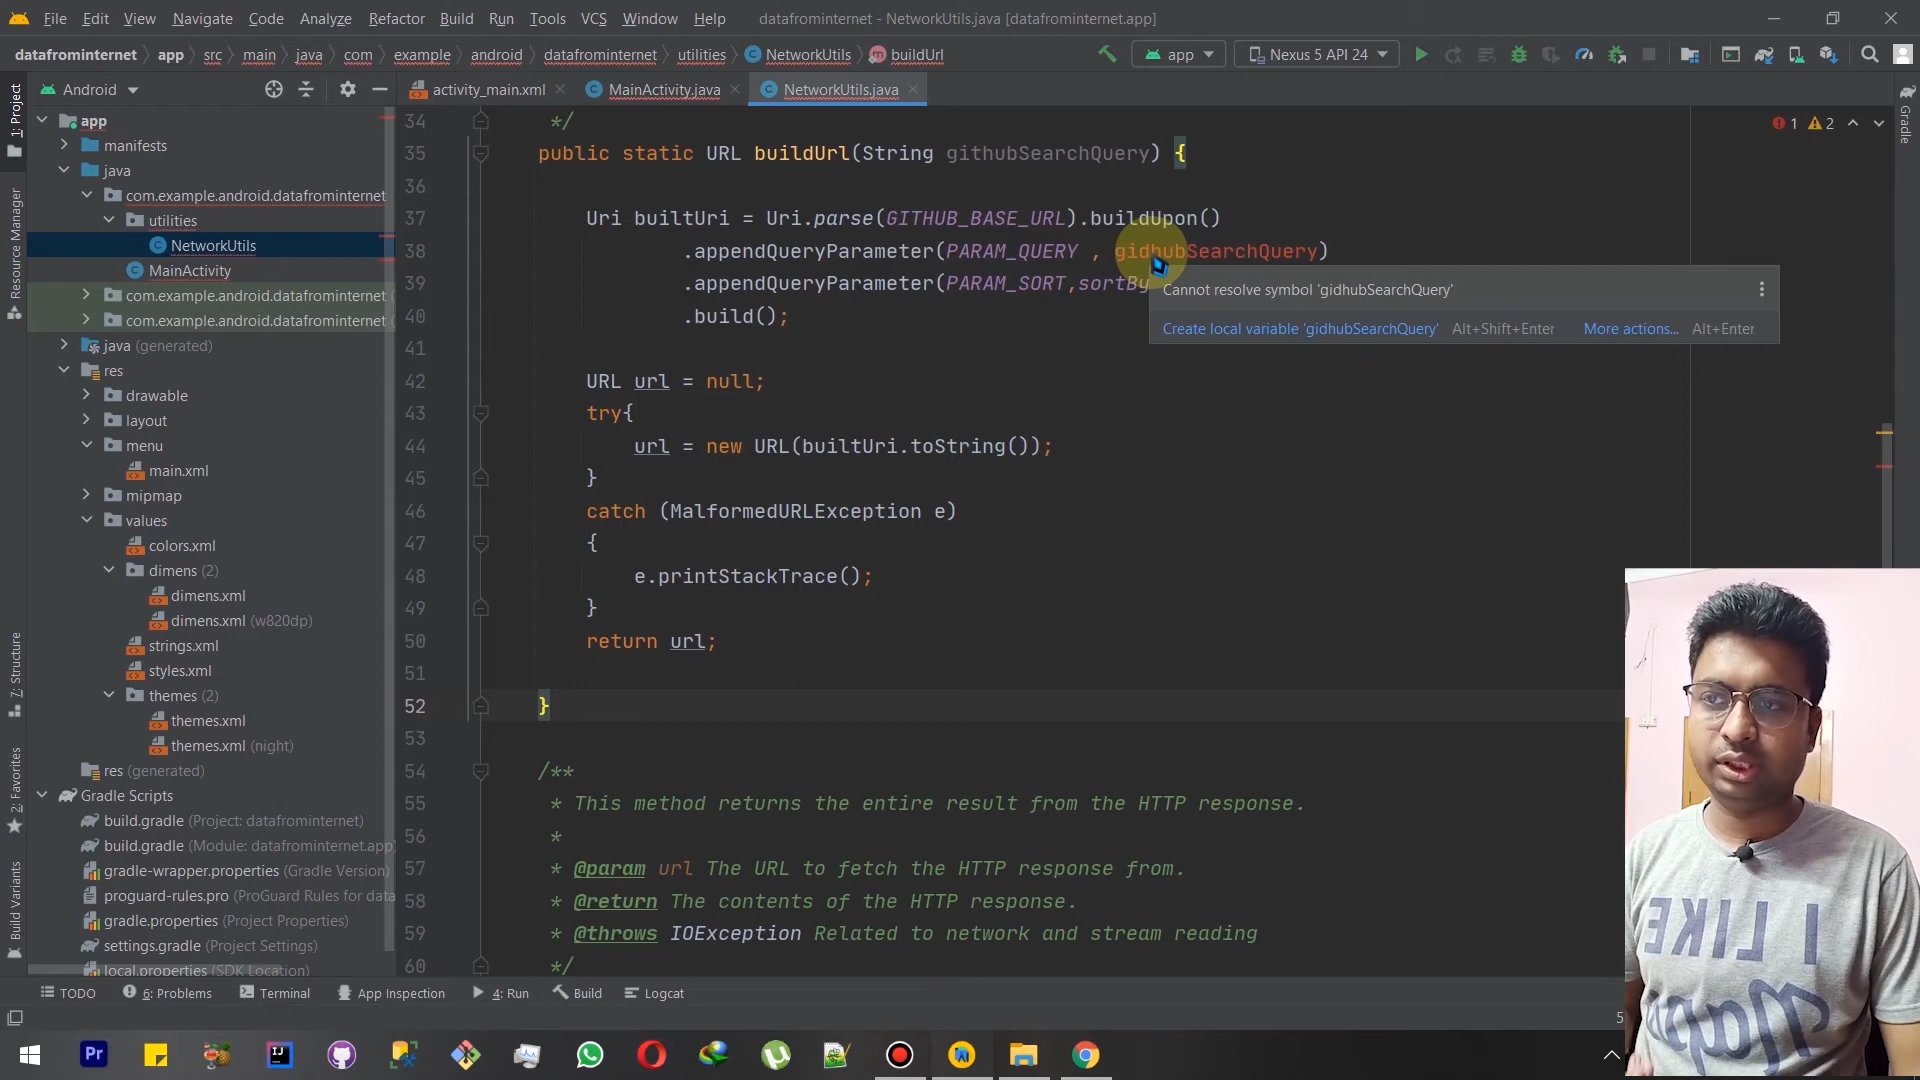 File Edit View Navigate Code Analyze Refactor Build Run Tools VCS Window Help datafrominternet - NetworkUtils.java [datafrominternet.app]
datafrominternet app src main java com example android datafrominternet utilities NetworkUtils buildUrl app Nexus 5 API 24
Android activity_main.xml MainActivity.java NetworkUtils.java
1: Project
Resource Manager
7: Structure
2: Favorites
Build Variants
Gradle
app
manifests
java
com.example.android.datafrominternet
utilities
NetworkUtils
MainActivity
com.example.android.datafrominternet (
com.example.android.datafrominternet (
java (generated)
res
drawable
layout
menu
main.xml
mipmap
values
colors.xml
dimens (2)
dimens.xml
dimens.xml (w820dp)
strings.xml
styles.xml
themes (2)
themes.xml
themes.xml (night)
res (generated)
Gradle Scripts
build.gradle (Project: datafrominternet)
build.gradle (Module: datafrominternet.app)
gradle-wrapper.properties (Gradle Version)
proguard-rules.pro (ProGuard Rules for data
gradle.properties (Project Properties)
settings.gradle (Project Settings)
local.properties (SDK Location)
1 2
34 */
35 public static URL buildUrl(String githubSearchQuery) {
36
37 Uri builtUri = Uri.parse(GITHUB_BASE_URL).buildUpon()
38 .appendQueryParameter(PARAM_QUERY , gidhubSearchQuery)
39 .appendQueryParameter(PARAM_SORT,sortBy
40 .build();
41
42 URL url = null;
43 try{
44 url = new URL(builtUri.toString());
45 }
46 catch (MalformedURLException e)
47 {
48 e.printStackTrace();
49 }
50 return url;
51
52 }
53
54 /**
55 * This method returns the entire result from the HTTP response.
56 *
57 * @param url The URL to fetch the HTTP response from.
58 * @return The contents of the HTTP response.
59 * @throws IOException Related to network and stream reading
60 */
Cannot resolve symbol 'gidhubSearchQuery'
Create local variable 'gidhubSearchQuery' Alt+Shift+Enter More actions... Alt+Enter
I LIKE
TODO 6: Problems Terminal App Inspection 4: Run Build Logcat
5
Pr
IJ